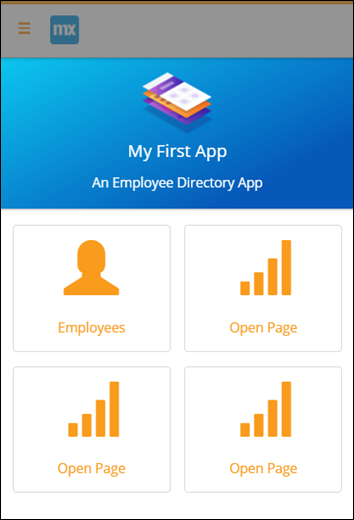 mx
My First App
An Employee Directory App
Employees
Open Page
Open Page
Open Page